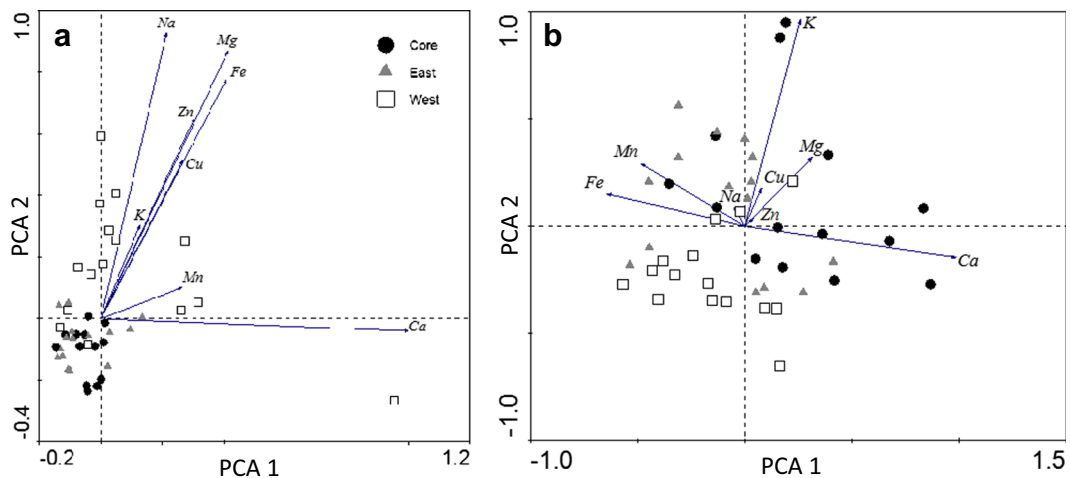 a
1.0
Na
Mg
Fe
Zn
Cu
K
Mn
Ca
Core
East
West
PCA 2
-0.4
-0.2
PCA 1
1.2
b
1.0
K
Mn
Mg
Fe
Cu
Na
Zn
Ca
PCA 2
-1.0
-1.0
PCA 1
1.5